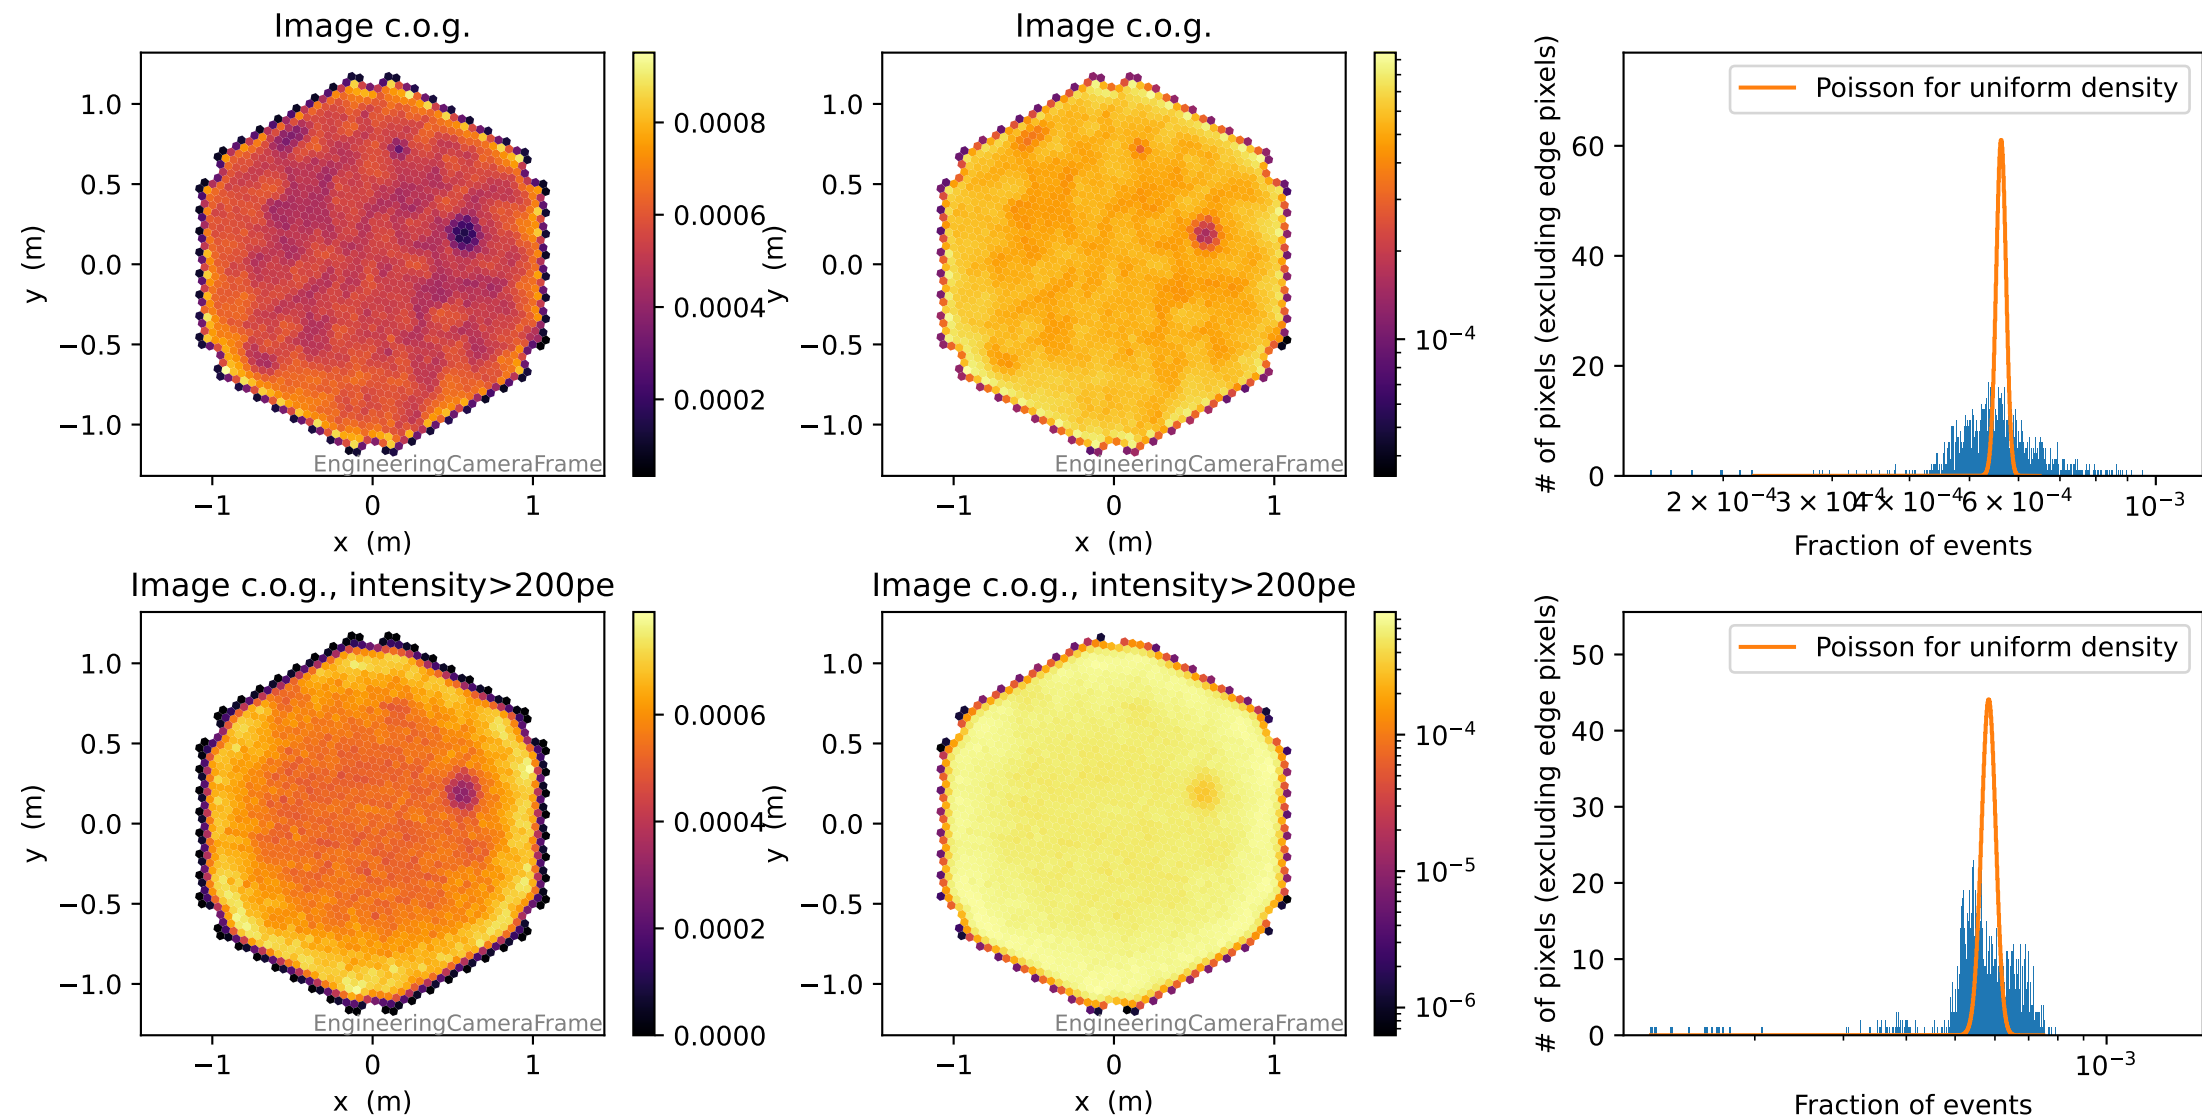 Image c.o.g.
1.0
0.5
0.0
−0.5
−1.0
y (m)
−1
0
1
x (m)
EngineeringCameraFrame
0.0008
0.0006
0.0004
0.0002
Image c.o.g.
1.0
0.5
0.0
−0.5
−1.0
y (m)
−1
0
1
x (m)
EngineeringCameraFrame
10⁻⁴
# of pixels (excluding edge pixels)
Poisson for uniform density
60
40
20
0
2 × 10⁻⁴
3 × 10⁻⁴
4 × 10⁻⁴
6 × 10⁻⁴
10⁻³
Fraction of events
Image c.o.g., intensity>200pe
1.0
0.5
0.0
−0.5
−1.0
y (m)
−1
0
1
x (m)
EngineeringCameraFrame
0.0006
0.0004
0.0002
0.0000
Image c.o.g., intensity>200pe
1.0
0.5
0.0
−0.5
−1.0
y (m)
−1
0
1
x (m)
EngineeringCameraFrame
10⁻⁴
10⁻⁵
10⁻⁶
# of pixels (excluding edge pixels)
Poisson for uniform density
50
40
30
20
10
0
10⁻³
Fraction of events